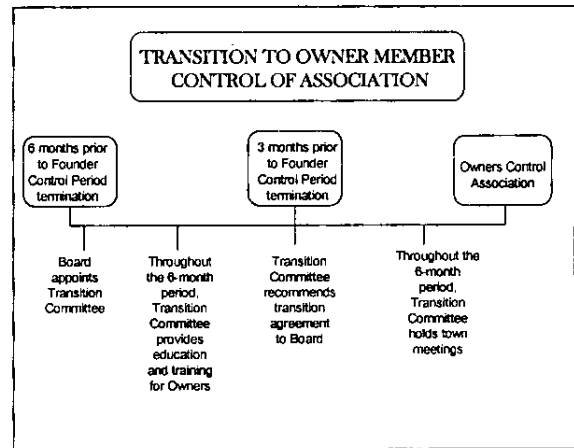 TRANSITION TO OWNER MEMBER
CONTROL OF ASSOCIATION
6 months prior
to Founder
Control Period
termination
3 months prior
to Founder
Control Period
termination
Owners Control
Association
Board
appoints
Transition
Committee
Throughout
the 6-month
period,
Transition
Committee
provides
education
and training
for Owners
Transition
Committee
recommends
transition
agreement
to Board
Throughout the
6-month
period,
Transition
Committee
holds town
meetings